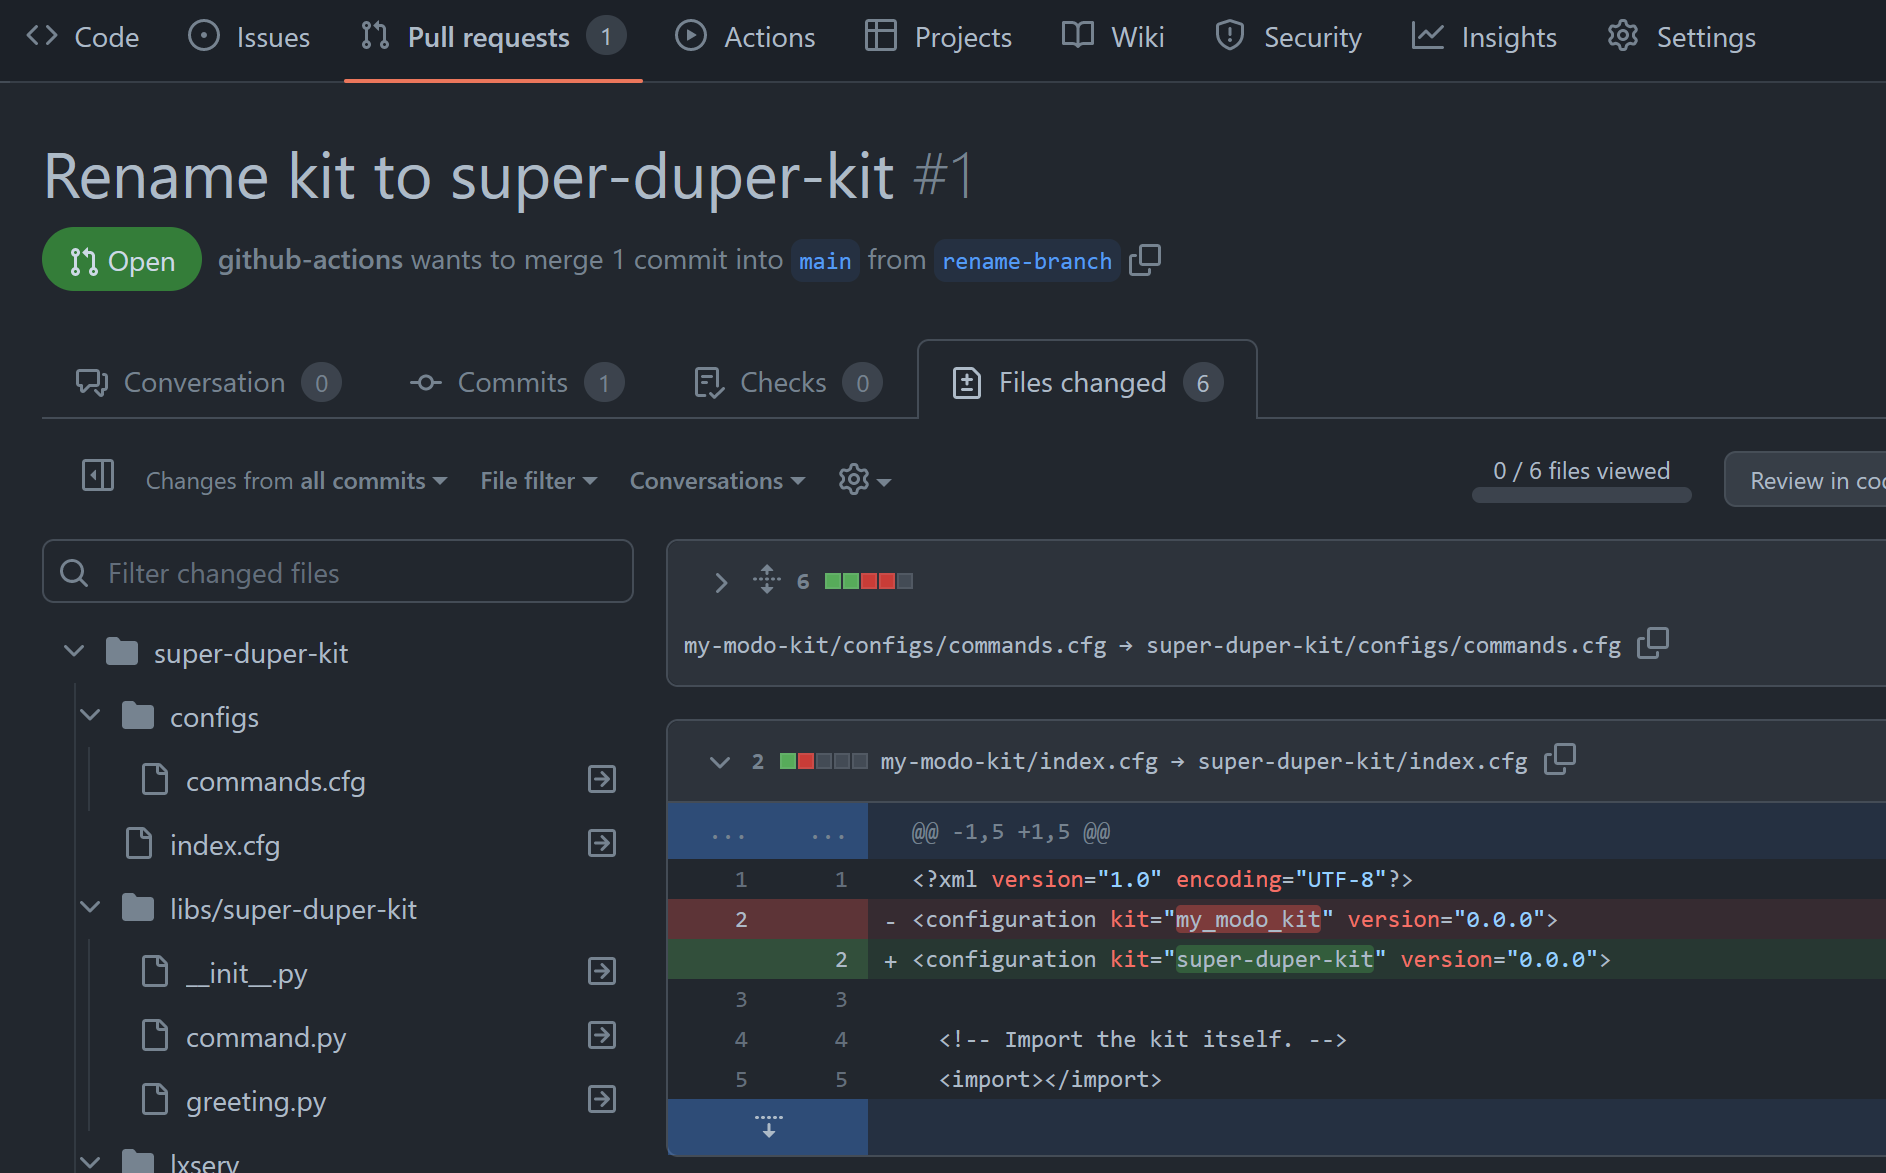 Code Issues Pull requests 1 Actions Projects Wiki Security Insights Settings
Rename kit to super-duper-kit #1
Open github-actions wants to merge 1 commit into main from rename-branch
Conversation 0 Commits 1 Checks 0 Files changed 6
Changes from all commits File filter Conversations 0 / 6 files viewed Review in
Filter changed files
super-duper-kit
configs
commands.cfg
index.cfg
libs/super-duper-kit
__init__.py
command.py
greeting.py
lxserv
6
my-modo-kit/configs/commands.cfg → super-duper-kit/configs/commands.cfg
2 my-modo-kit/index.cfg → super-duper-kit/index.cfg
... ... @@ -1,5 +1,5 @@
1 1 <?xml version="1.0" encoding="UTF-8"?>
2 - <configuration kit="my_modo_kit" version="0.0.0">
2 + <configuration kit="super-duper-kit" version="0.0.0">
3 3
4 4 <!-- Import the kit itself. -->
5 5 <import></import>